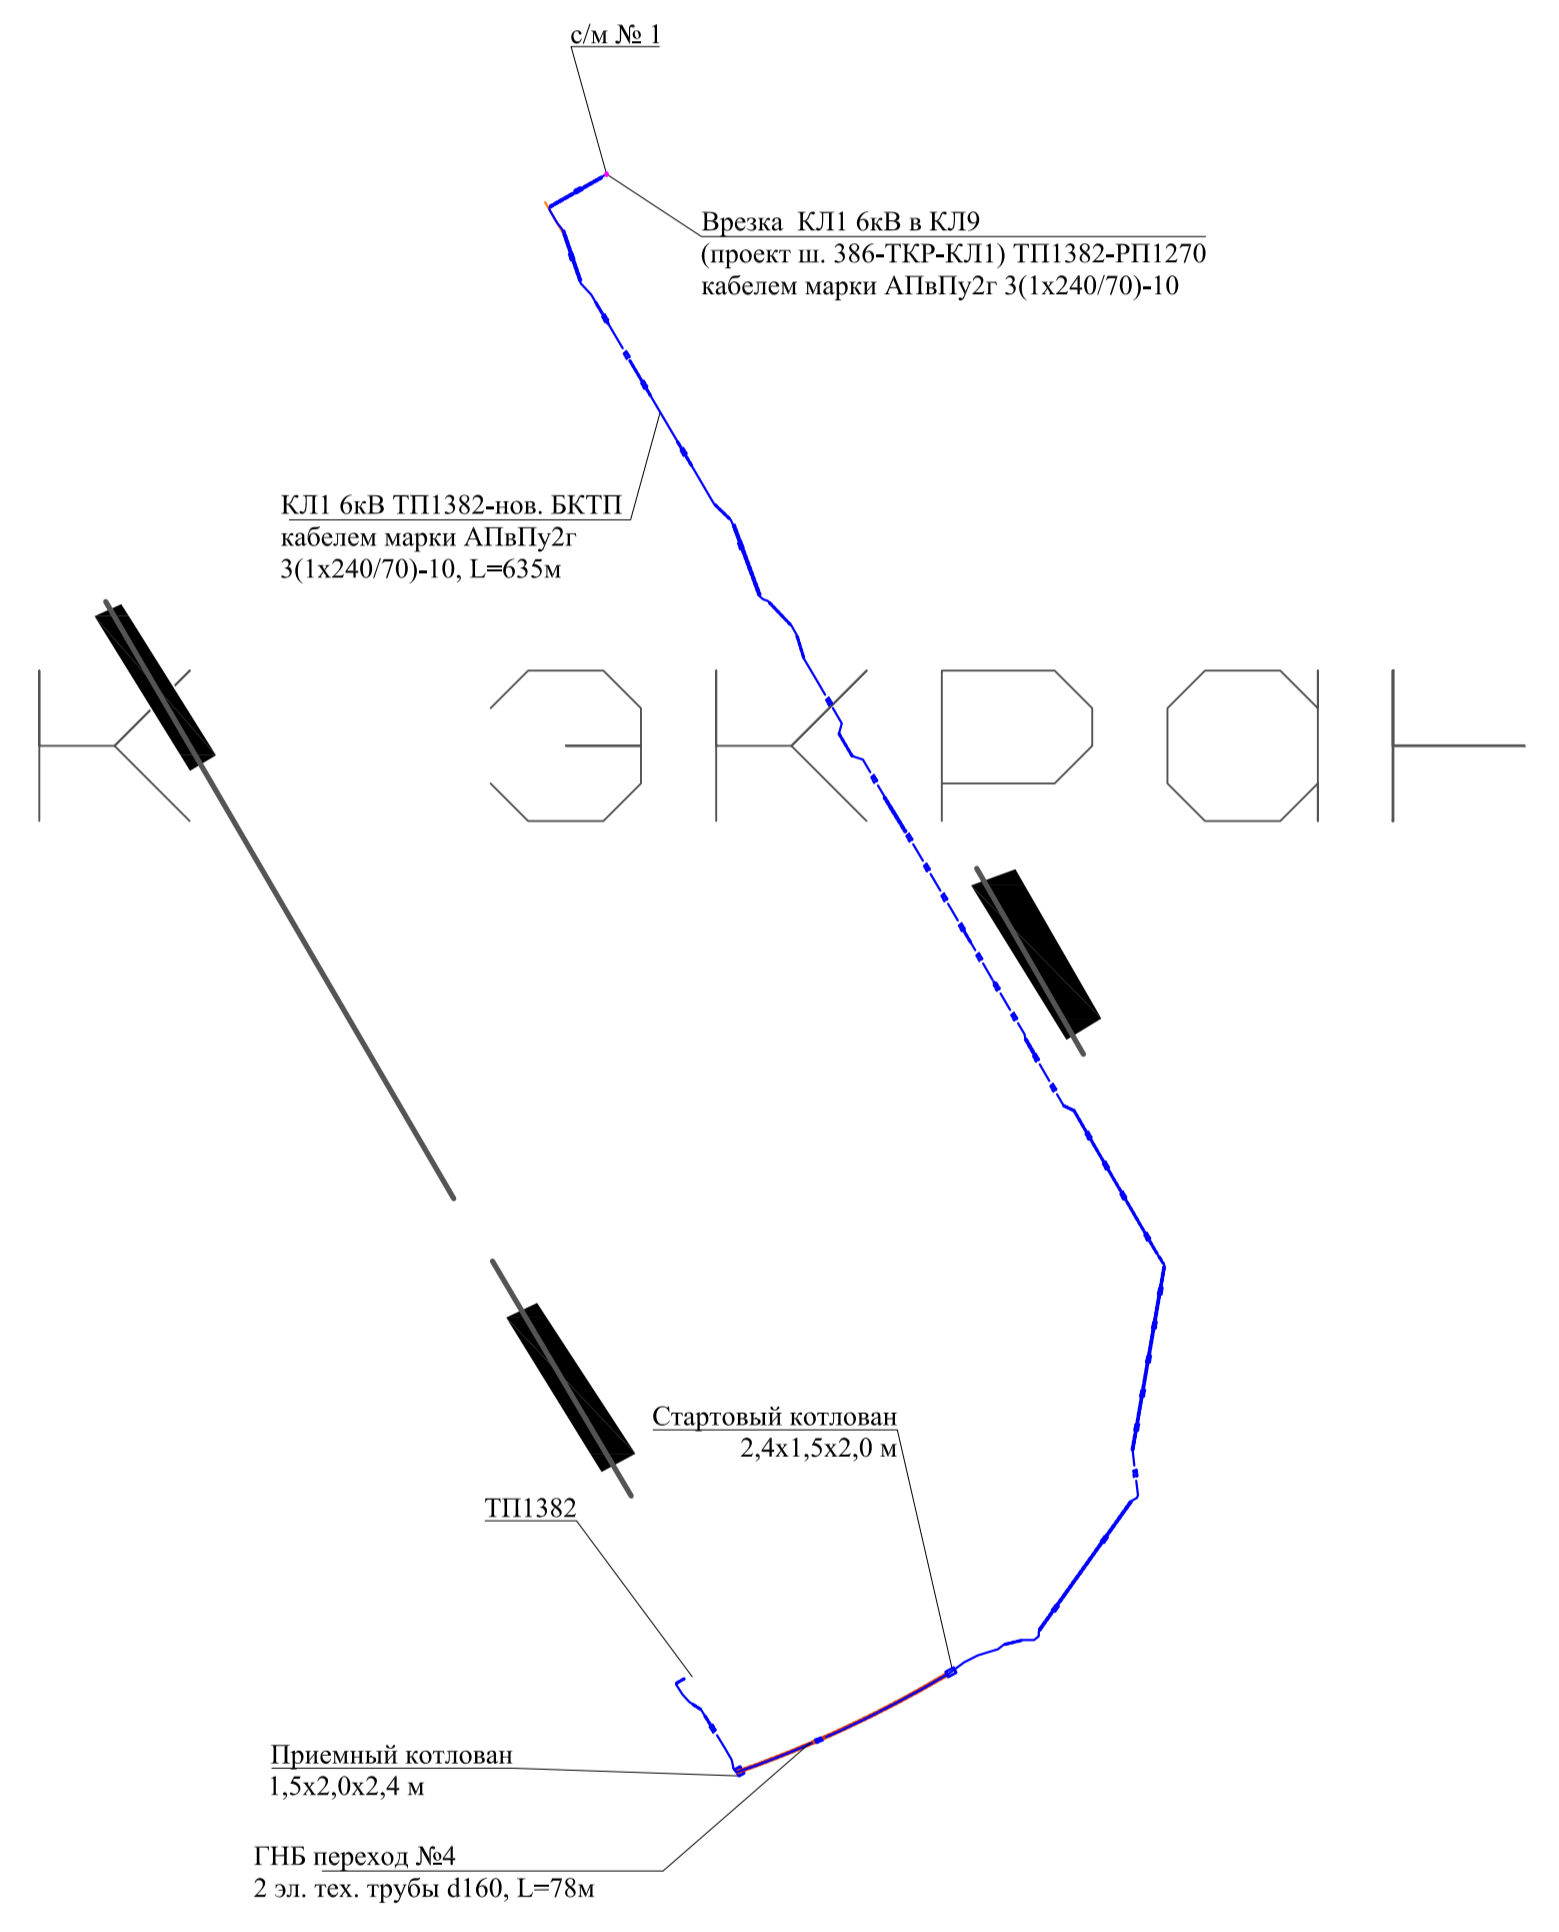 с/м № 1
Врезка КЛ1 6кВ в КЛ9
(проект ш. 386-ТКР-КЛ1) ТП1382-РП1270
кабелем марки АПвПу2г 3(1х240/70)-10
КЛ1 6кВ ТП1382-нов. БКТП
кабелем марки АПвПу2г
3(1х240/70)-10, L=635м
К Экран
Стартовый котлован
2,4х1,5х2,0 м
ТП1382
Приемный котлован
1,5х2,0х2,4 м
ГНБ переход №4
2 эл. тех. трубы d160, L=78м